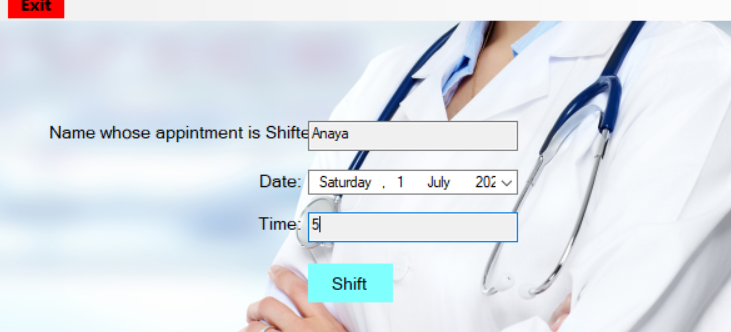 Exit
Name whose appintment is Shifte Anaya
Date: Saturday , 1 July 202
Time: 5
Shift